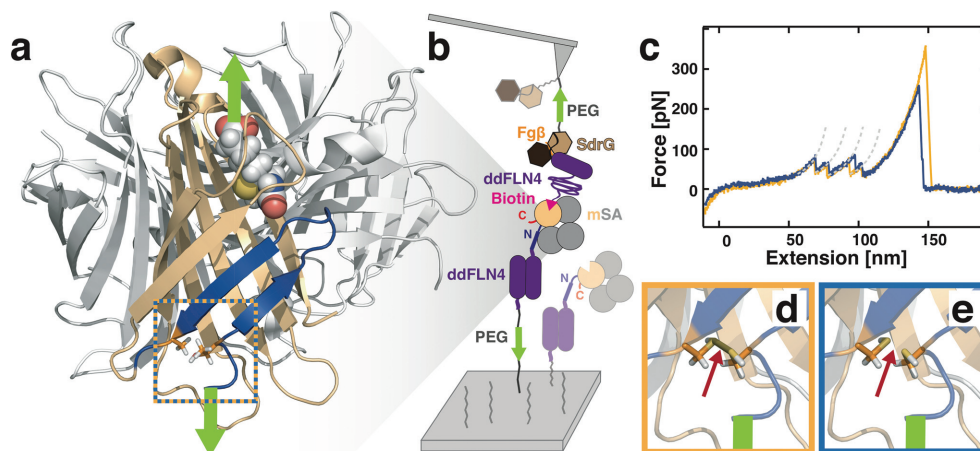 a
b
PEG
Fgβ
SdrG
ddFLN4
Biotin
C
mSA
N
ddFLN4
N
C
PEG
c
Force [pN]
300
200
100
0
0
50
100
150
Extension [nm]
d
e